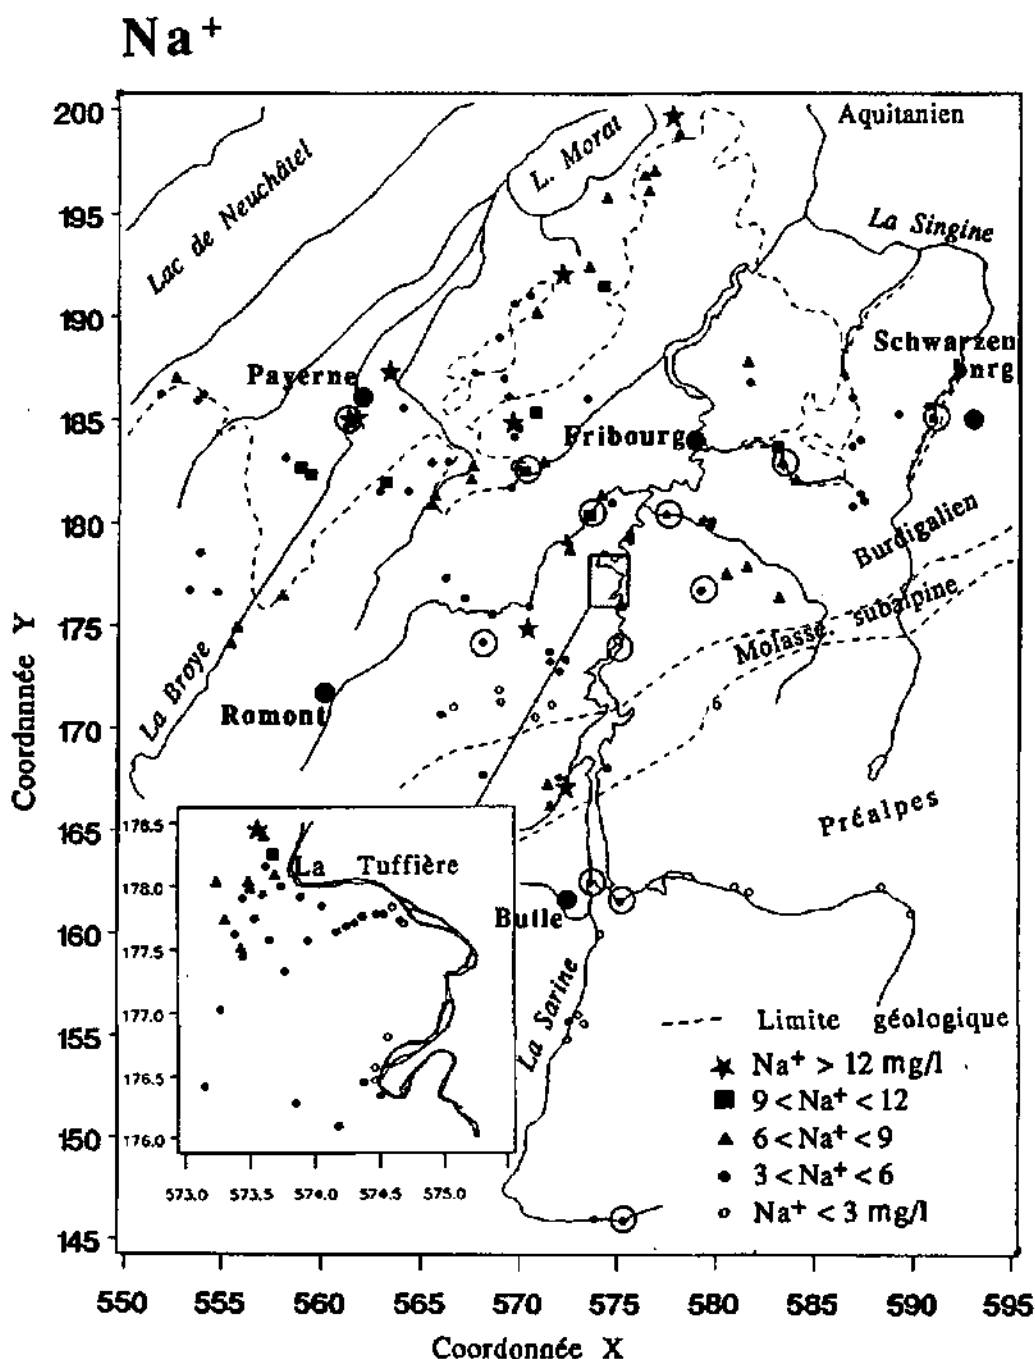 Na+
Aquitanien
L. Morat
Lac de Neuchâtel
La Singine
Schwarzen
nrg
Payerne
Fribourg
Burdigalien
Molasse subalpine
6
La Broye
Romont
Préalpes
La Tuffière
Bulle
La Sarine
Limite géologique
Na+ > 12 mg/l
9 < Na+ < 12
6 < Na+ < 9
3 < Na+ < 6
Na+ < 3 mg/l
Coordonnée Y
200
195
190
185
180
175
170
165
160
155
150
145
178.5
178.0
177.5
177.0
176.5
176.0
573.0 573.5 574.0 574.5 575.0
550 555 560 565 570 575 580 585 590 595
Coordonnée X